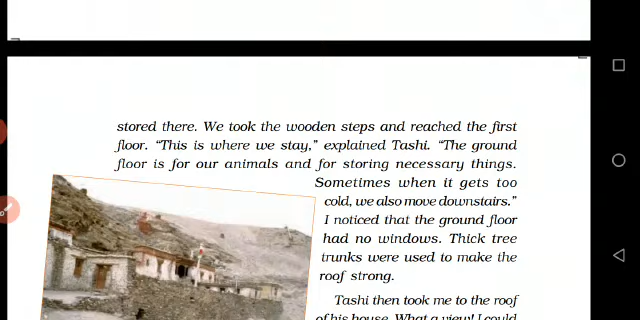 stored there. We took the wooden steps and reached the first
floor. "This is where we stay," explained Tashi. "The ground
floor is for our animals and for storing necessary things.
Sometimes when it gets too
cold, we also move downstairs."
I noticed that the ground floor
had no windows. Thick tree
trunks were used to make the
roof strong.
Tashi then took me to the roof
of his house. What a view! I could